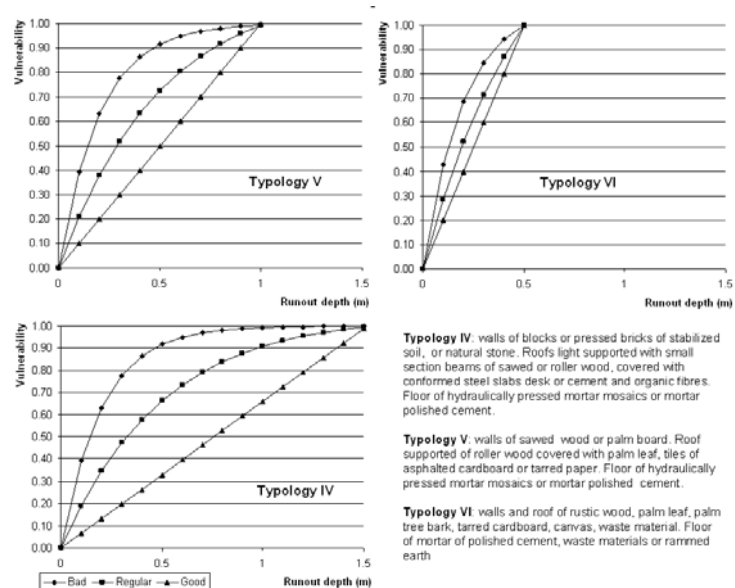 Vulnerability
1.00
0.90
0.80
0.70
0.60
0.50
0.40
0.30
0.20
0.10
0.00
Typology V
0 0.5 1 1.5
Runout depth (m)
Vulnerability
1.00
0.90
0.80
0.70
0.60
0.50
0.40
0.30
0.20
0.10
0.00
Typology VI
0 0.5 1 1.5
Runout depth (m)
Vulnerability
1.00
0.90
0.80
0.70
0.60
0.50
0.40
0.30
0.20
0.10
0.00
Typology IV
0 0.5 1 1.5
Bad Regular Good Runout depth (m)
Typology IV: walls of blocks or pressed bricks of stabilized
soil, or natural stone. Roofs light supported with small
section beams of sawed or roller wood, covered with
conformed steel slabs desk or cement and organic fibres.
Floor of hydraulically pressed mortar mosaics or mortar
polished cement.
Typology V: walls of sawed wood or palm board. Roof
supported of roller wood covered with palm leaf, tiles of
asphalted cardboard or tarred paper. Floor of hydraulically
pressed mortar mosaics or mortar polished cement.
Typology VI: walls and roof of rustic wood, palm leaf, palm
tree bark, tarred cardboard, canvas, waste material. Floor
of mortar of polished cement, waste materials or rammed
earth